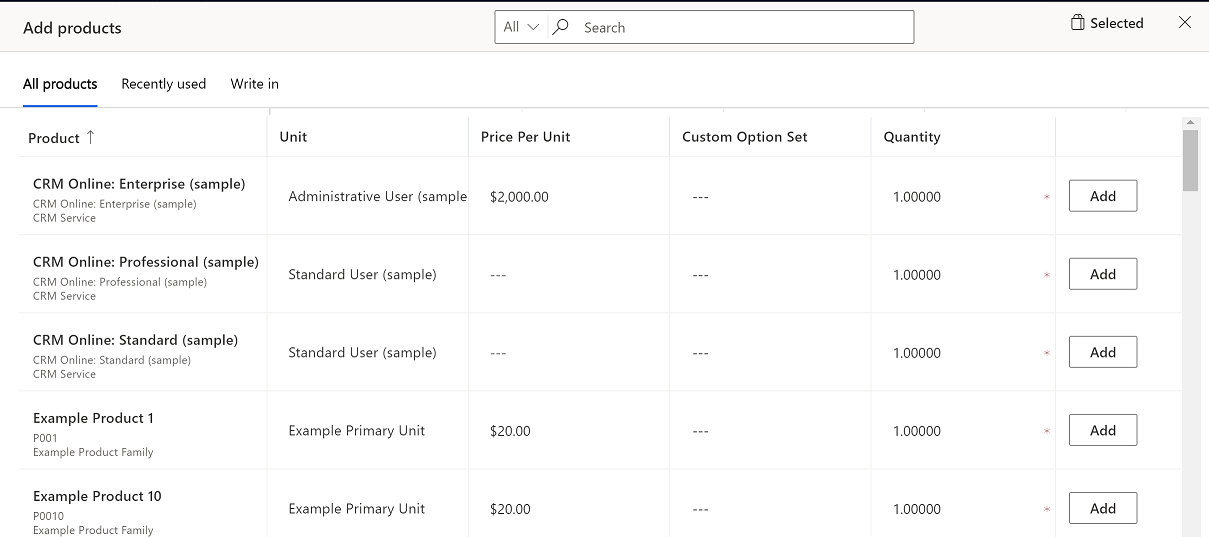 Add products
All Search
Selected
All products Recently used Write in
Product ↑ Unit Price Per Unit Custom Option Set Quantity
CRM Online: Enterprise (sample)
CRM Online: Enterprise (sample)
CRM Service
Administrative User (sample $2,000.00 --- 1.00000 * Add
CRM Online: Professional (sample)
CRM Online: Professional (sample)
CRM Service
Standard User (sample) --- --- 1.00000 * Add
CRM Online: Standard (sample)
CRM Online: Standard (sample)
CRM Service
Standard User (sample) --- --- 1.00000 * Add
Example Product 1
P001
Example Product Family
Example Primary Unit $20.00 --- 1.00000 * Add
Example Product 10
P0010
Example Product Family
Example Primary Unit $20.00 --- 1.00000 * Add